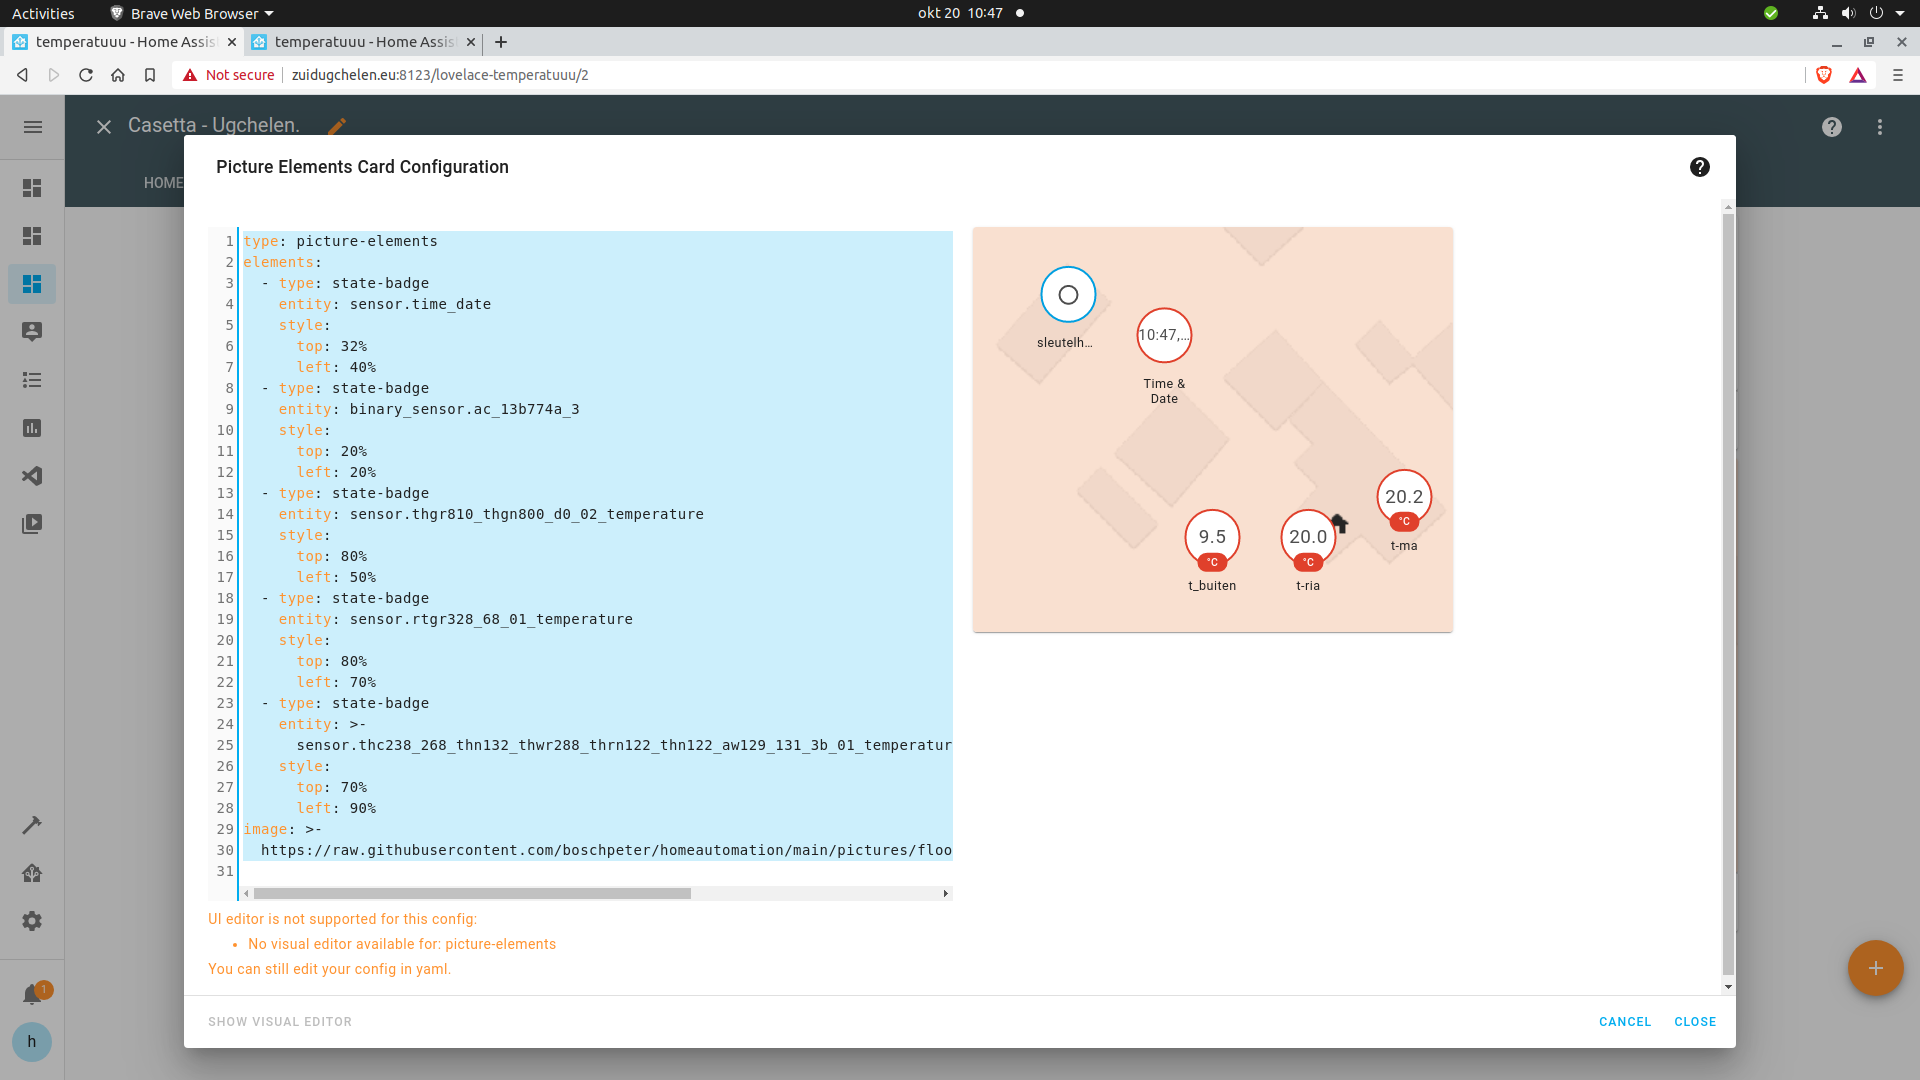 Activities
Brave Web Browser
okt 20 10:47
temperatuuu - Home Assis
temperatuuu - Home Assis
Not secure
zuidugchelen.eu:8123/lovelace-temperatuuu/2
Casetta - Ugchelen.
HOME
Picture Elements Card Configuration
1 type: picture-elements
2 elements:
3 - type: state-badge
4 entity: sensor.time_date
5 style:
6 top: 32%
7 left: 40%
8 - type: state-badge
9 entity: binary_sensor.ac_13b774a_3
10 style:
11 top: 20%
12 left: 20%
13 - type: state-badge
14 entity: sensor.thgr810_thgn800_d0_02_temperature
15 style:
16 top: 80%
17 left: 50%
18 - type: state-badge
19 entity: sensor.rtgr328_68_01_temperature
20 style:
21 top: 80%
22 left: 70%
23 - type: state-badge
24 entity: >-
25 sensor.thc238_268_thn132_thwr288_thrn122_thn122_aw129_131_3b_01_temperatur
26 style:
27 top: 70%
28 left: 90%
29 image: >-
30 https://raw.githubusercontent.com/boschpeter/homeautomation/main/pictures/floo
31
UI editor is not supported for this config:
• No visual editor available for: picture-elements
You can still edit your config in yaml.
sleutelh...
10:47,...
Time &
Date
20.2
°C
t-ma
9.5
°C
t_buiten
20.0
°C
t-ria
1
h
SHOW VISUAL EDITOR
CANCEL
CLOSE